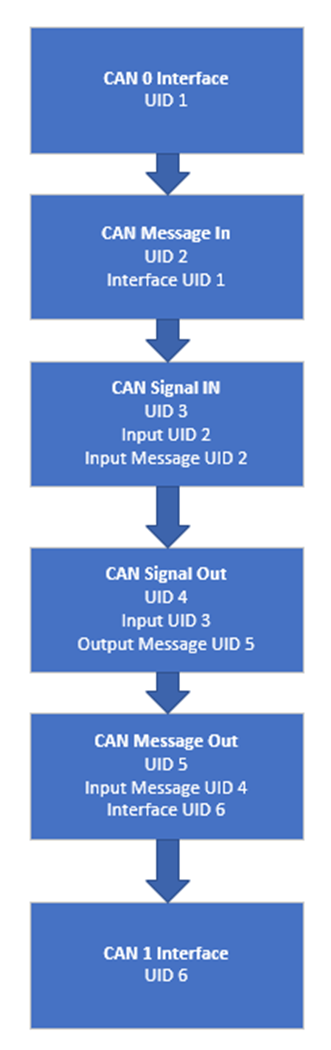 CAN 0 Interface
UID 1
CAN Message In
UID 2
Interface UID 1
CAN Signal IN
UID 3
Input UID 2
Input Message UID 2
CAN Signal Out
UID 4
Input UID 3
Output Message UID 5
CAN Message Out
UID 5
Input Message UID 4
Interface UID 6
CAN 1 Interface
UID 6